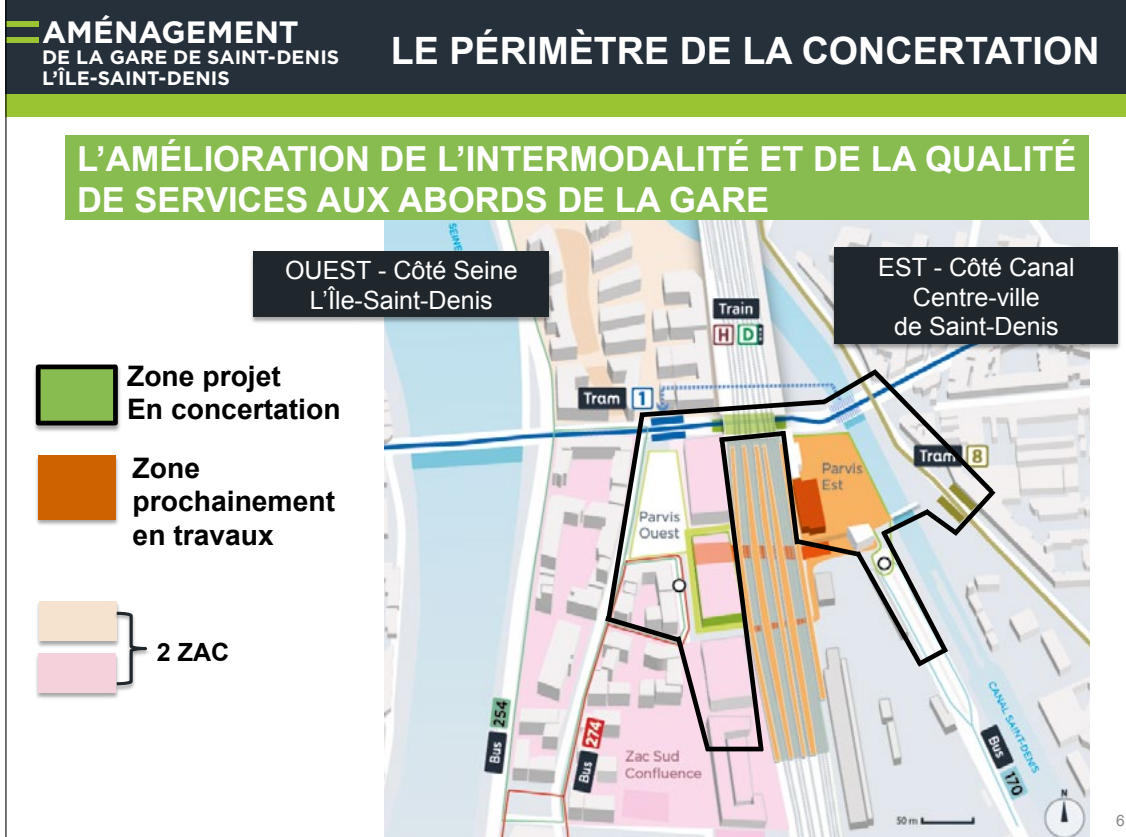 AMÉNAGEMENT
DE LA GARE DE SAINT-DENIS
L'ÎLE-SAINT-DENIS
LE PÉRIMÈTRE DE LA CONCERTATION
L'AMÉLIORATION DE L'INTERMODALITÉ ET DE LA QUALITÉ
DE SERVICES AUX ABORDS DE LA GARE
SEINE
OUEST - Côté Seine
L'Île-Saint-Denis
EST - Côté Canal
Centre-ville
de Saint-Denis
Train
H D
Zone projet
En concertation
Tram 1
Zone
prochainement
en travaux
Tram 8
Parvis
Est
Parvis
Ouest
2 ZAC
Bus 254
Bus 274
Zac Sud
Confluence
CANAL SAINT-DENIS
Bus 170
N
50 m
6